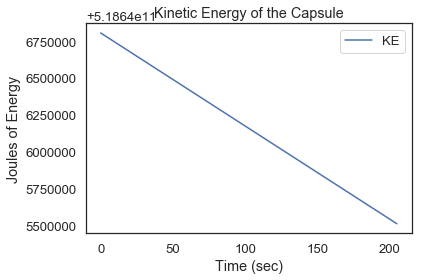 +5.1864e11
Kinetic Energy of the Capsule
KE
6750000
6500000
6250000
6000000
5750000
5500000
Joules of Energy
0 50 100 150 200
Time (sec)